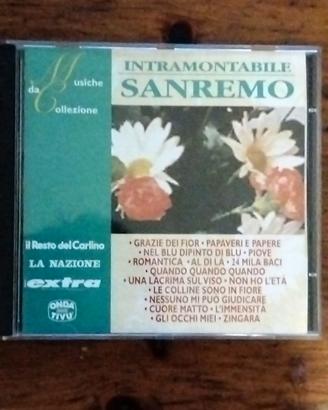 Musiche
da
Collezione
INTRAMONTABILE
SANREMO
• GRAZIE DEI FIOR • PAPAVERI E PAPERE
• NEL BLU DIPINTO DI BLU • PIOVE
• ROMANTICA • AL DI LÀ • 24 MILA BACI
• QUANDO QUANDO QUANDO
• UNA LACRIMA SUL VISO • NON HO L'ETÀ
• LE COLLINE SONO IN FIORE
• NESSUNO MI PUÒ GIUDICARE
• CUORE MATTO • L'IMMENSITÀ
• GLI OCCHI MIEI • ZINGARA
il Resto del Carlino
LA NAZIONE
extra
ONDA
TIVÙ